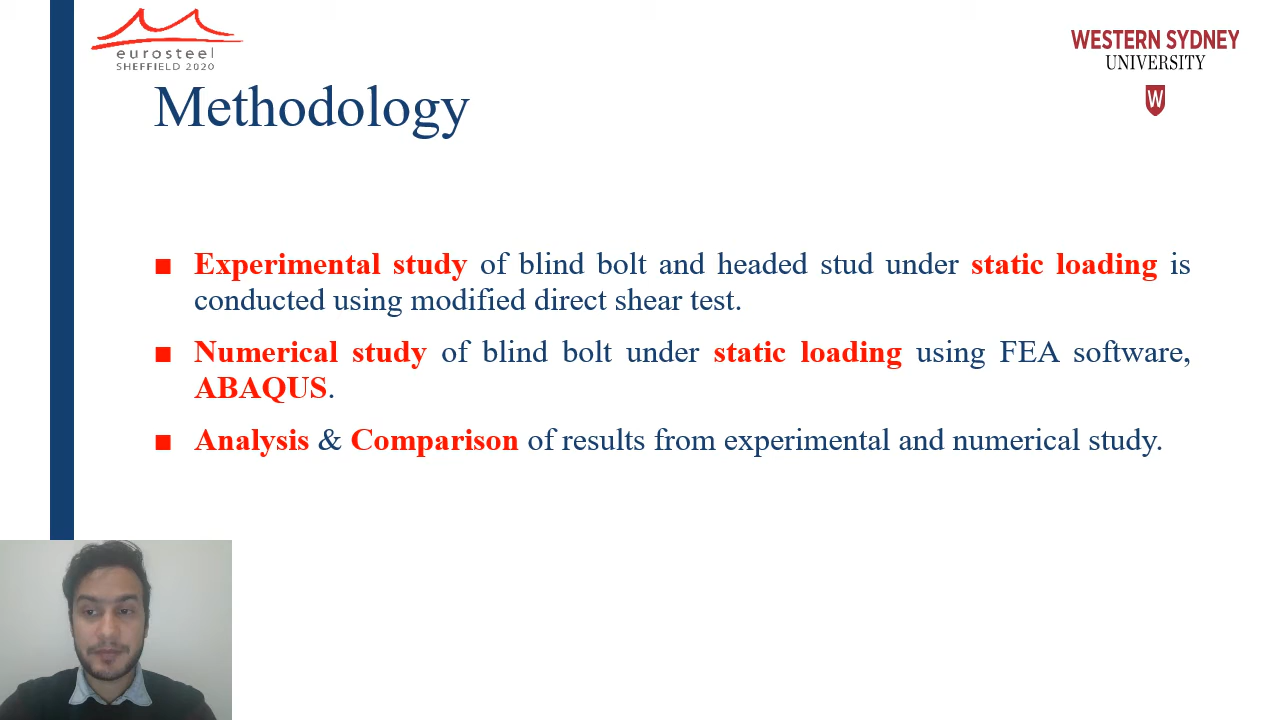 eurosteel
SHEFFIELD 2020
WESTERN SYDNEY
UNIVERSITY
W
Methodology
■ Experimental study of blind bolt and headed stud under static loading is
conducted using modified direct shear test.
■ Numerical study of blind bolt under static loading using FEA software,
ABAQUS.
■ Analysis & Comparison of results from experimental and numerical study.